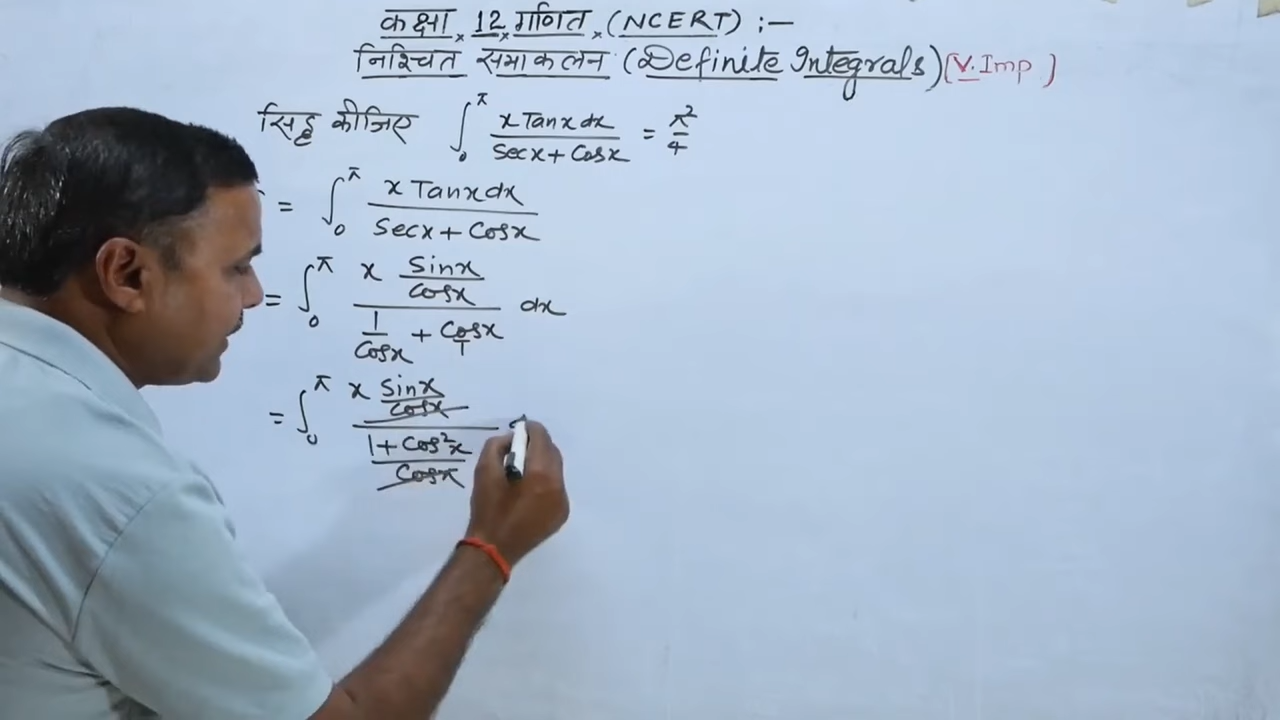 कक्षा × 12 × गणित × (NCERT) :—
निश्चित समाकलन (Definite Integrals) (V. Imp)
सिद्ध कीजिए ∫₀^π x Tanx dx / Secx + Cosx = π²/4
= ∫₀^π x Tanx dx / Secx + Cosx
= ∫₀^π x Sinx/Cosx / 1/Cosx + Cosx/1 dx
= ∫₀^π x Sinx/Cosx / 1+Cos²x/Cosx